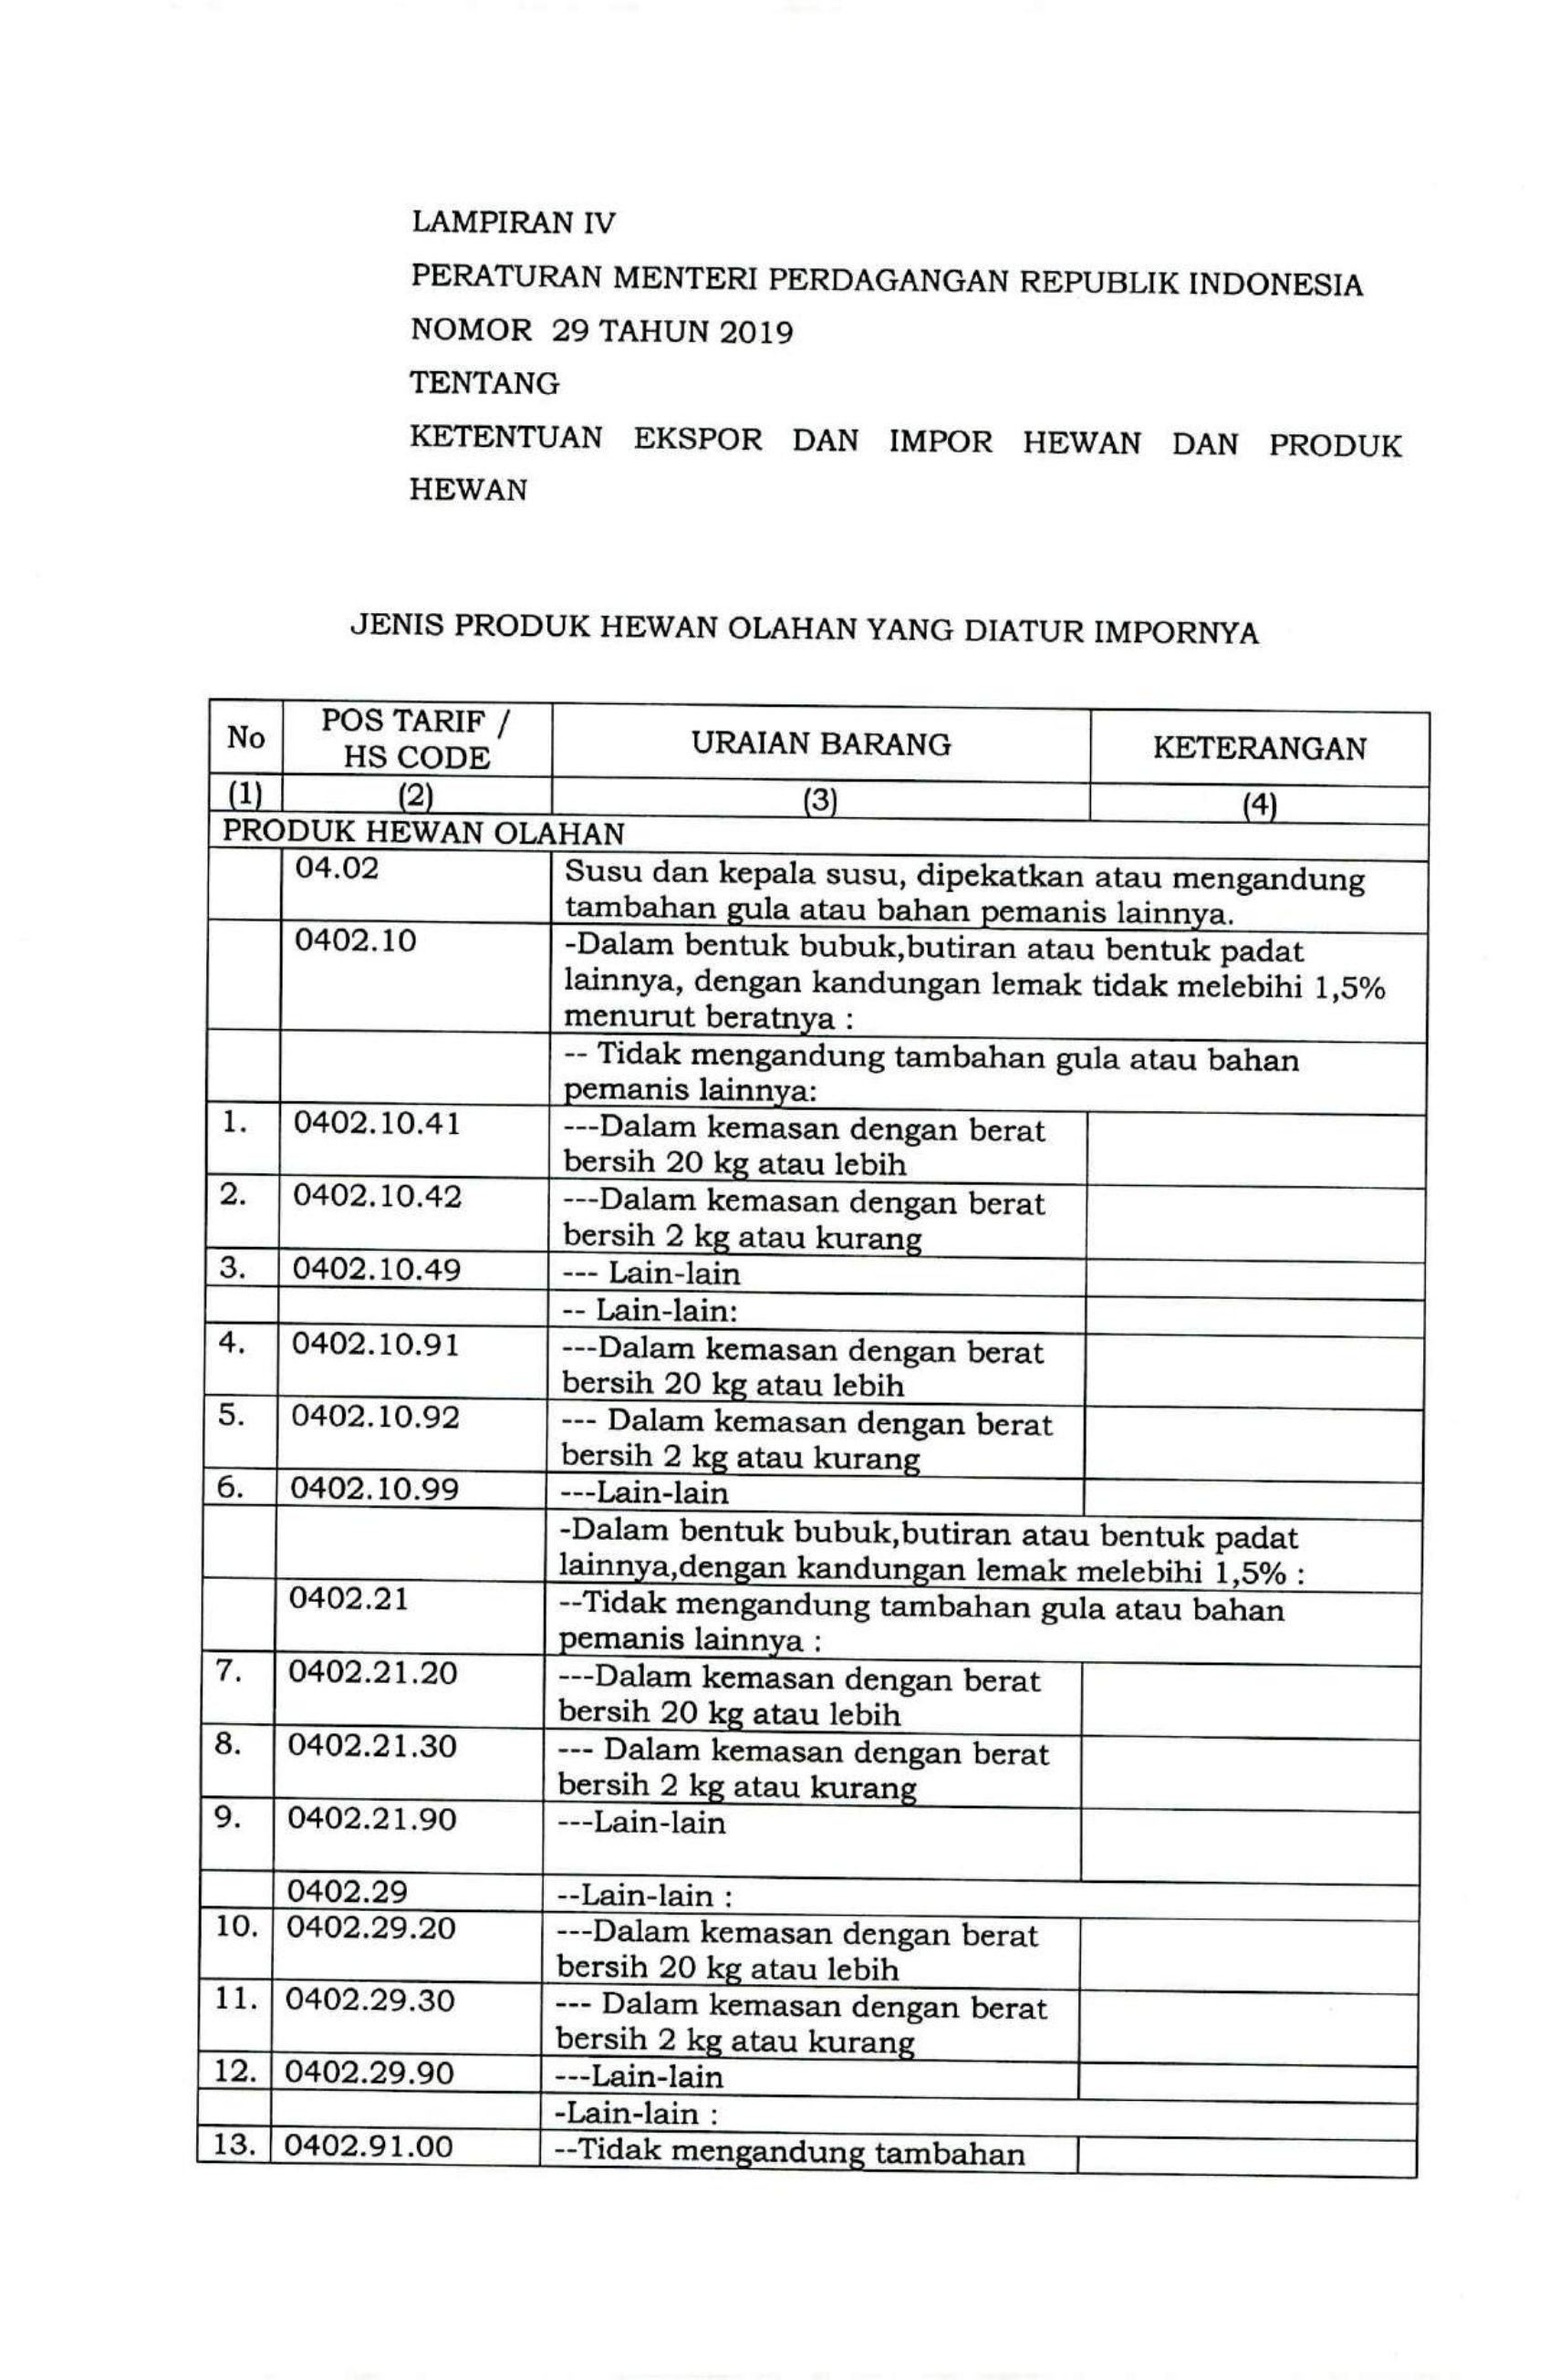 LAMPIRAN IV
PERATURAN MENTERI PERDAGANGAN REPUBLIK INDONESIA
NOMOR 29 TAHUN 2019
TENTANG
KETENTUAN EKSPOR DAN IMPOR HEWAN DAN PRODUK
HEWAN
JENIS PRODUK HEWAN OLAHAN YANG DIATUR IMPORNYA
No POS TARIF / HS CODE URAIAN BARANG KETERANGAN
(1) (2) (3) (4)
PRODUK HEWAN OLAHAN
04.02 Susu dan kepala susu, dipekatkan atau mengandung
tambahan gula atau bahan pemanis lainnya.
0402.10 -Dalam bentuk bubuk,butiran atau bentuk padat
lainnya, dengan kandungan lemak tidak melebihi 1,5%
menurut beratnya :
-- Tidak mengandung tambahan gula atau bahan
pemanis lainnya:
1. 0402.10.41 ---Dalam kemasan dengan berat
bersih 20 kg atau lebih
2. 0402.10.42 ---Dalam kemasan dengan berat
bersih 2 kg atau kurang
3. 0402.10.49 --- Lain-lain
-- Lain-lain:
4. 0402.10.91 ---Dalam kemasan dengan berat
bersih 20 kg atau lebih
5. 0402.10.92 --- Dalam kemasan dengan berat
bersih 2 kg atau kurang
6. 0402.10.99 ---Lain-lain
-Dalam bentuk bubuk,butiran atau bentuk padat
lainnya,dengan kandungan lemak melebihi 1,5% :
0402.21 --Tidak mengandung tambahan gula atau bahan
pemanis lainnya :
7. 0402.21.20 ---Dalam kemasan dengan berat
bersih 20 kg atau lebih
8. 0402.21.30 --- Dalam kemasan dengan berat
bersih 2 kg atau kurang
9. 0402.21.90 ---Lain-lain
0402.29 --Lain-lain :
10. 0402.29.20 ---Dalam kemasan dengan berat
bersih 20 kg atau lebih
11. 0402.29.30 --- Dalam kemasan dengan berat
bersih 2 kg atau kurang
12. 0402.29.90 ---Lain-lain
-Lain-lain :
13. 0402.91.00 --Tidak mengandung tambahan